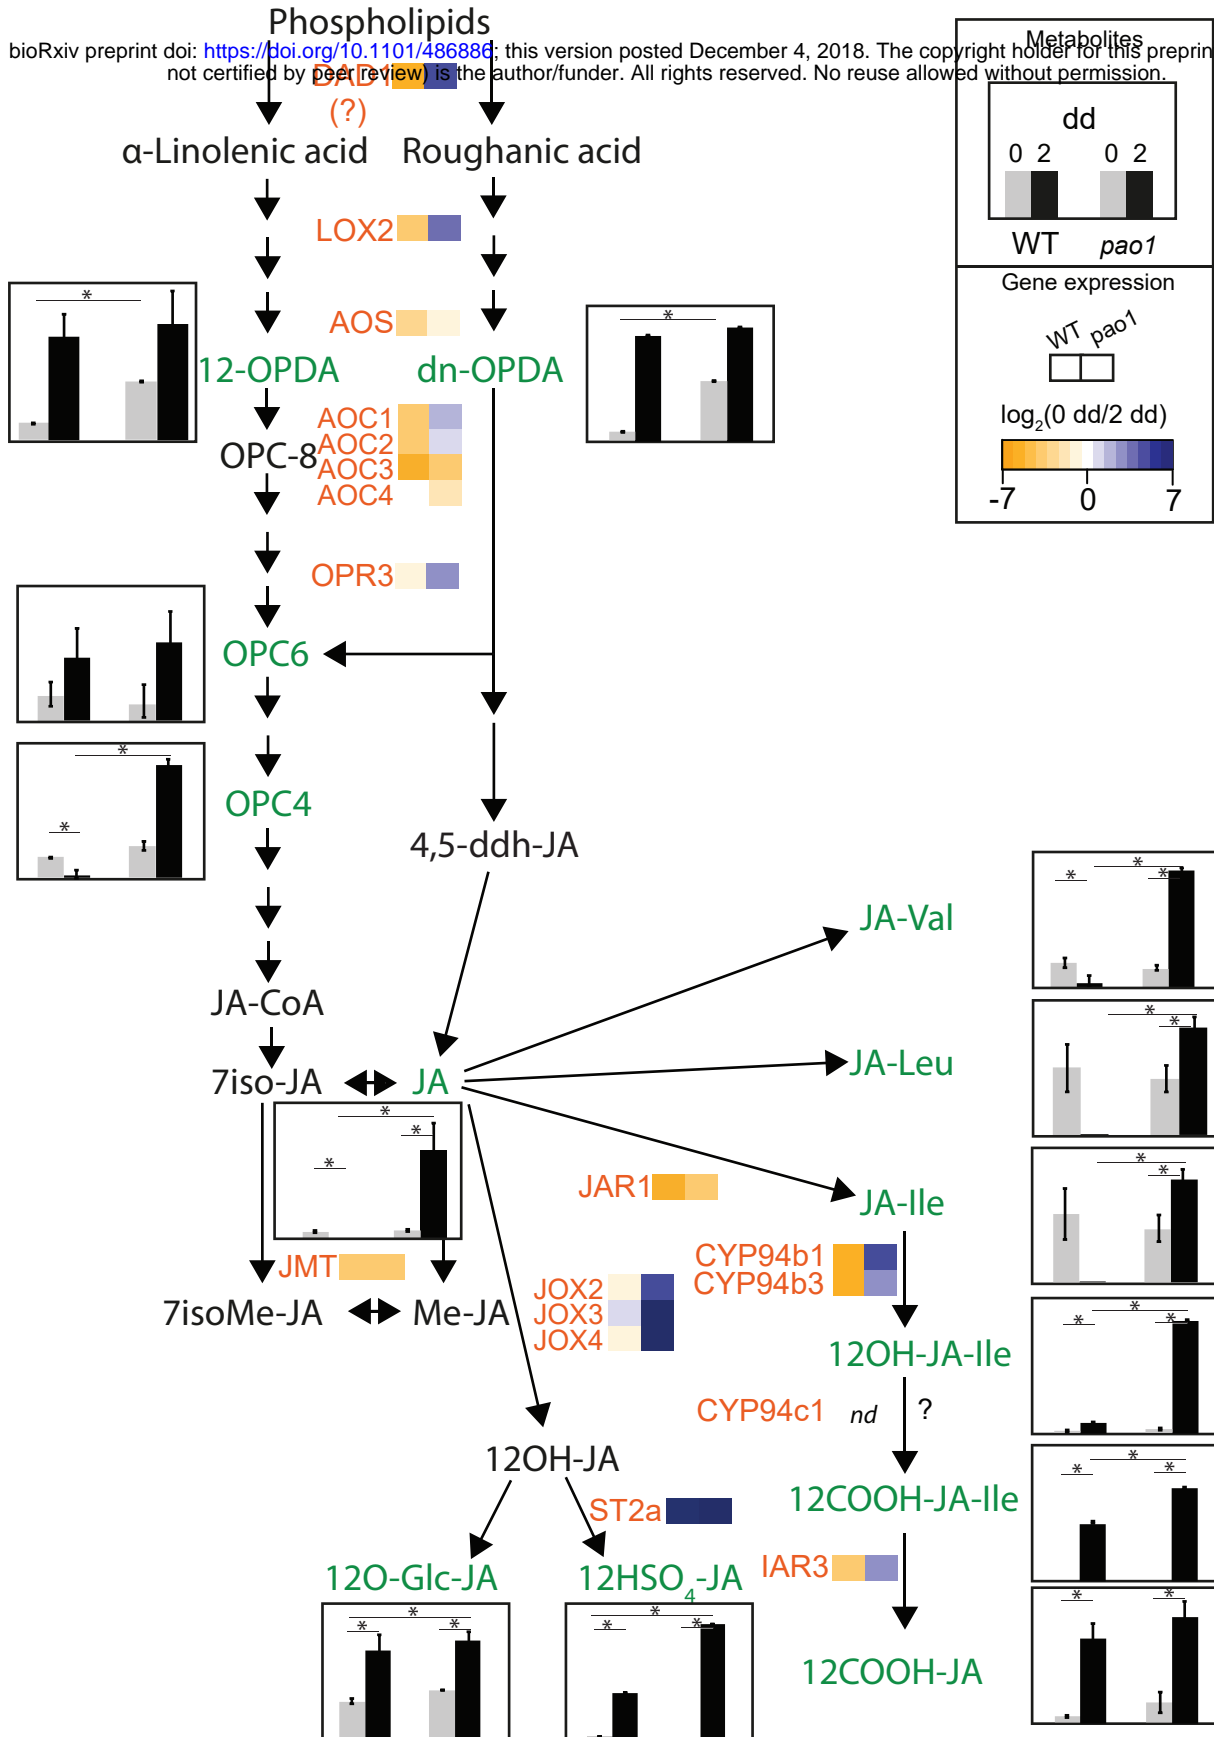 Phospholipids
bioRxiv preprint doi: https://doi.org/10.1101/486886; this version posted December 4, 2018. The copyright holder for this preprin
not certified by peer review) is the author/funder. All rights reserved. No reuse allowed without permission.
Metabolites
DAD1
(?)
dd
0 2 0 2
WT pao1
α-Linolenic acid Roughanic acid
LOX2
Gene expression
WT pao1
log2(0 dd/2 dd)
-7 0 7
*
AOS
*
12-OPDA dn-OPDA
AOC1
OPC-8 AOC2
AOC3
AOC4
OPR3
OPC6
*
*
OPC4
4,5-ddh-JA
*
* *
JA-Val
JA-CoA
*
*
JA-Leu
7iso-JA JA
*
* *
*
*
JAR1
JA-Ile
JMT
CYP94b1
CYP94b3
JOX2
JOX3
JOX4
7isoMe-JA Me-JA
*
* *
12OH-JA-Ile
CYP94c1 nd ?
12OH-JA
*
* *
12COOH-JA-Ile
ST2a
IAR3
12O-Glc-JA 12HSO4-JA
* *
*
* *
*
* *
12COOH-JA